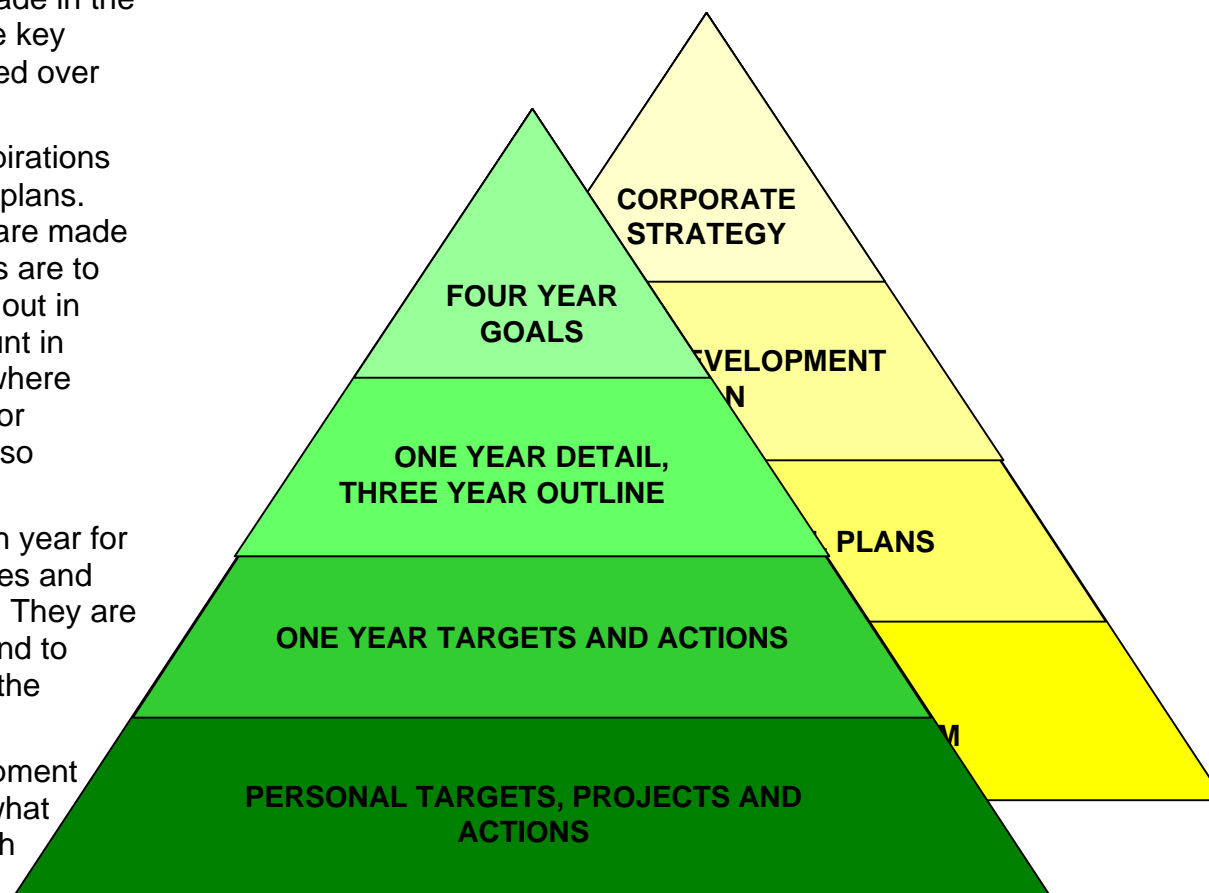 ade in the
e key
ed over
pirations
plans.
are made
s are to
out in
unt in
where
or
so
n year for
es and
They are
nd to
the
oment
what
h
CORPORATE
STRATEGY
EVELOPMENT
N
PLANS
M
FOUR YEAR
GOALS
ONE YEAR DETAIL,
THREE YEAR OUTLINE
ONE YEAR TARGETS AND ACTIONS
PERSONAL TARGETS, PROJECTS AND
ACTIONS